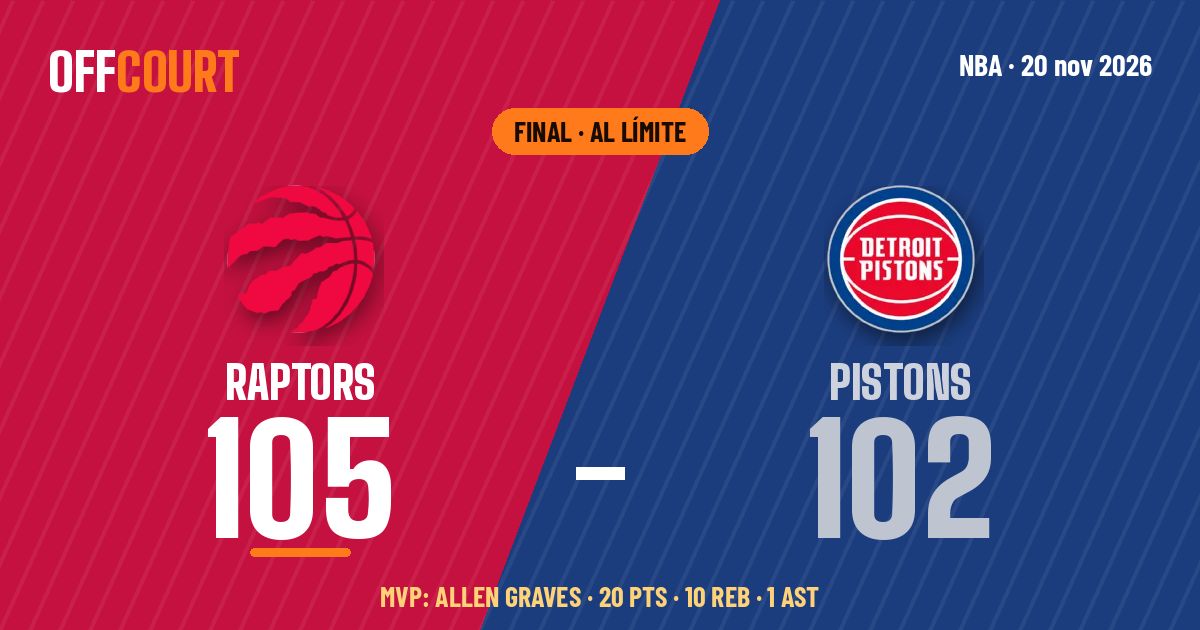 OFFCOURT
NBA · 20 nov 2026
FINAL · AL LÍMITE
DETROIT
PISTONS
RAPTORS
PISTONS
105
–
102
MVP: ALLEN GRAVES · 20 PTS · 10 REB · 1 AST